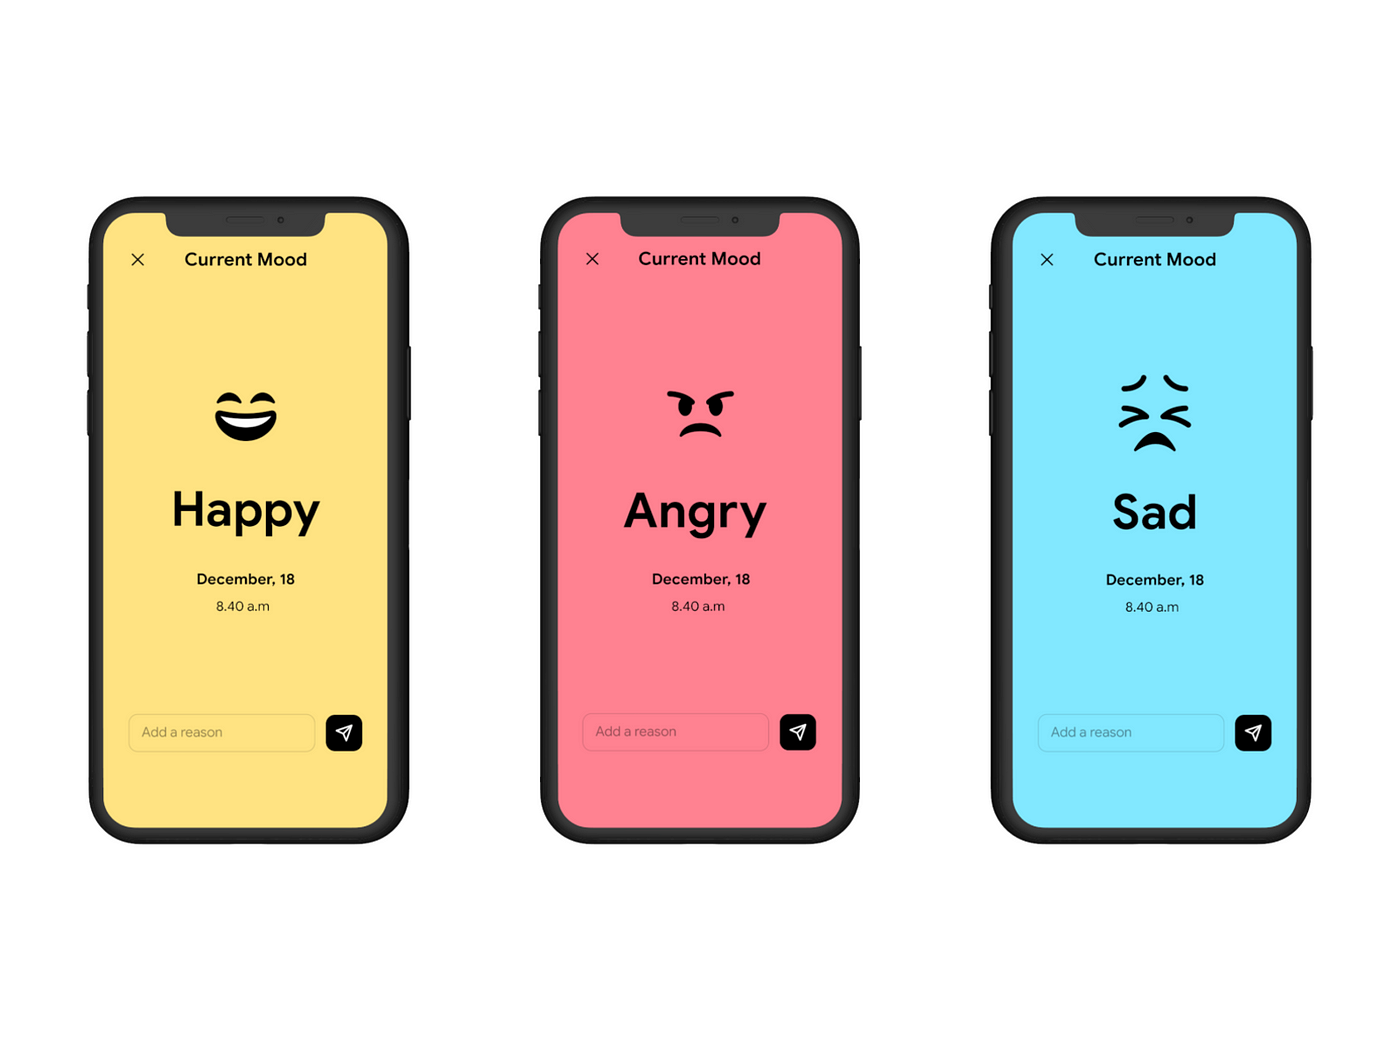 Current Mood
Happy
December, 18
8.40 a.m
Add a reason
Current Mood
Angry
December, 18
8.40 a.m
Add a reason
Current Mood
Sad
December, 18
8.40 a.m
Add a reason